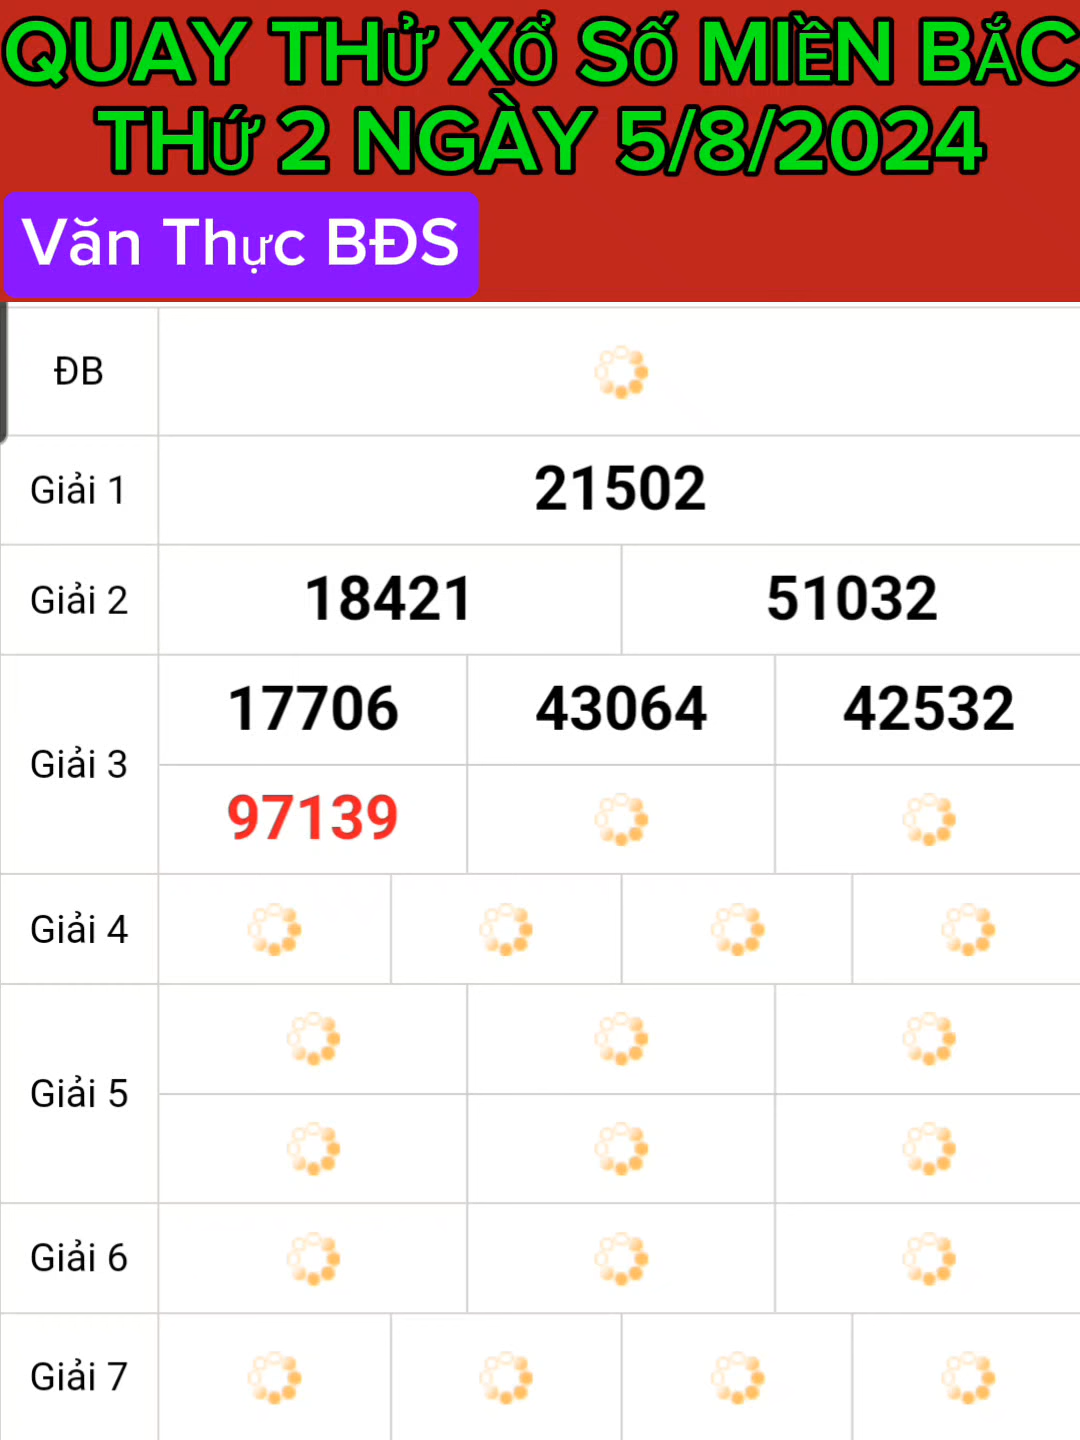 QUAY THỬ XỔ SỐ MIỀN BẮC
THỨ 2 NGÀY 5/8/2024
Văn Thực BĐS
ĐB
Giải 1 21502
Giải 2 18421 51032
Giải 3 17706 43064 42532
97139
Giải 4
Giải 5
Giải 6
Giải 7